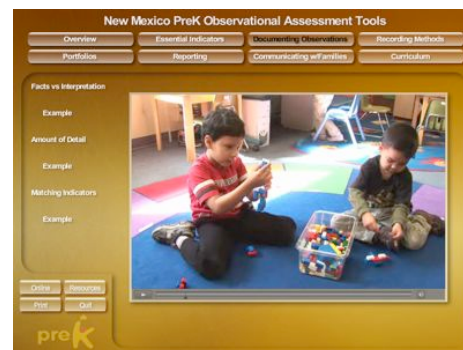 New Mexico PreK Observational Assessment Tools
Overview
Essential Indicators
Documenting Observations
Recording Methods
Portfolios
Reporting
Communicating w/Families
Curriculum
Facts vs Interpretation
Example
Amount of Detail
Example
Matching Indicators
Example
Online
Resources
Print
Quit
preK